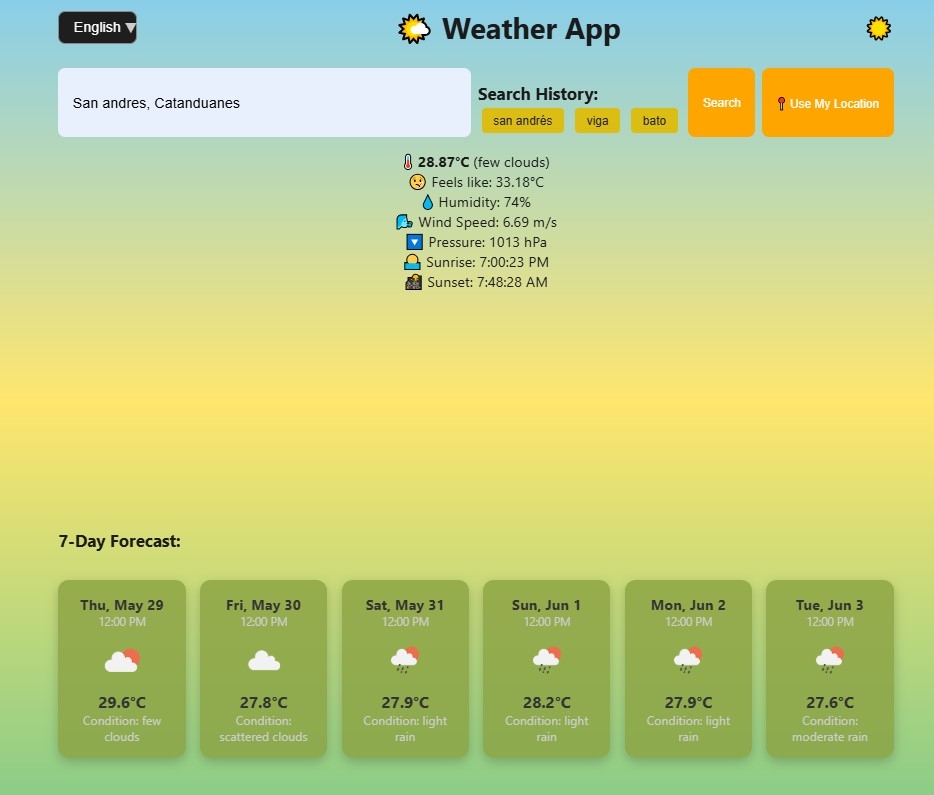 English
Weather App
San andres, Catanduanes
Search History:
san andrés viga bato
Search
Use My Location
28.87°C (few clouds)
Feels like: 33.18°C
Humidity: 74%
Wind Speed: 6.69 m/s
Pressure: 1013 hPa
Sunrise: 7:00:23 PM
Sunset: 7:48:28 AM
7-Day Forecast:
Thu, May 29
12:00 PM
29.6°C
Condition: few
clouds
Fri, May 30
12:00 PM
27.8°C
Condition:
scattered clouds
Sat, May 31
12:00 PM
27.9°C
Condition: light
rain
Sun, Jun 1
12:00 PM
28.2°C
Condition: light
rain
Mon, Jun 2
12:00 PM
27.9°C
Condition: light
rain
Tue, Jun 3
12:00 PM
27.6°C
Condition:
moderate rain